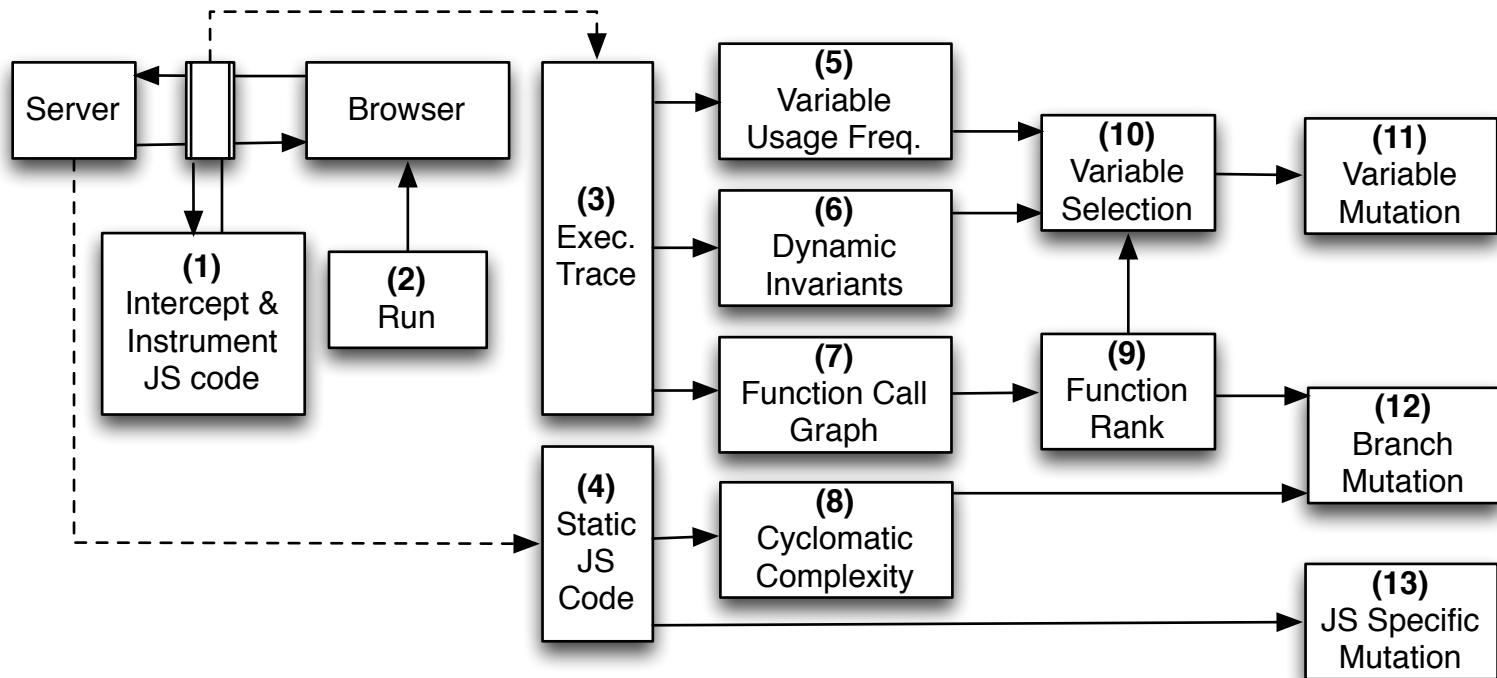 Server
Browser
(1)
Intercept &
Instrument
JS code
(2)
Run
(3)
Exec.
Trace
(4)
Static
JS
Code
(5)
Variable
Usage Freq.
(6)
Dynamic
Invariants
(7)
Function Call
Graph
(8)
Cyclomatic
Complexity
(9)
Function
Rank
(10)
Variable
Selection
(11)
Variable
Mutation
(12)
Branch
Mutation
(13)
JS Specific
Mutation